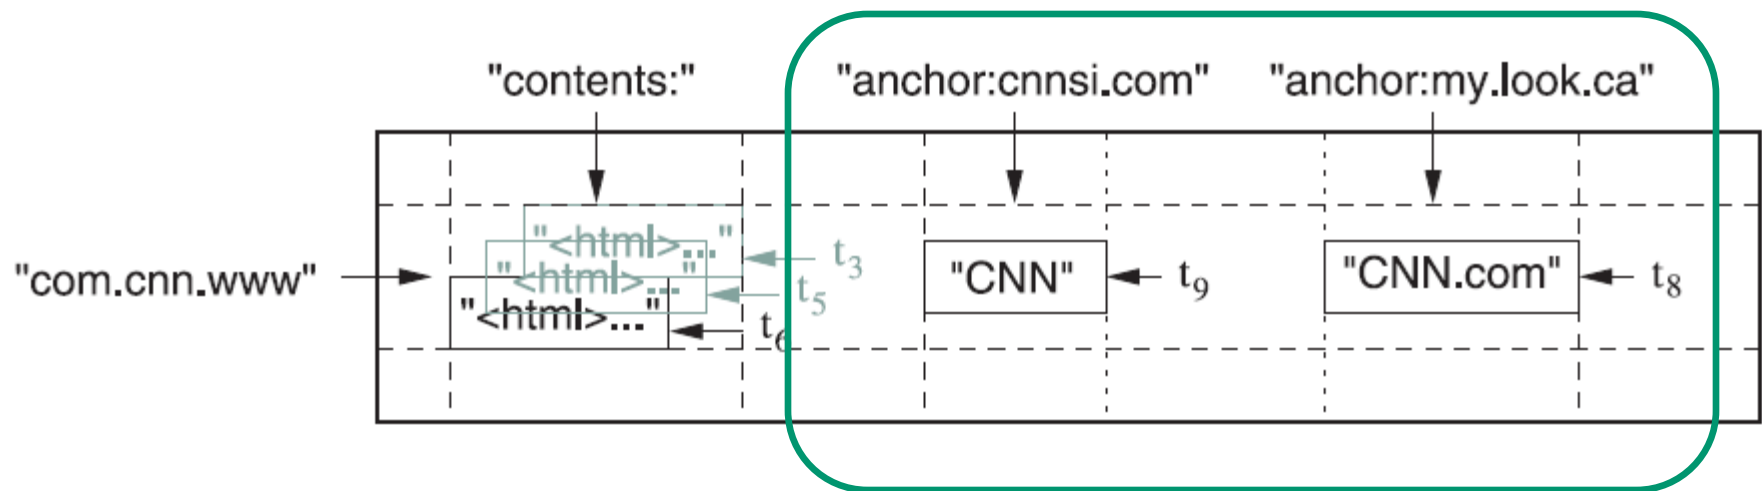 "contents:" "anchor:cnnsi.com" "anchor:my.look.ca"
"<html>..." t3
"com.cnn.www" "<html>..." t5 "CNN" t9 "CNN.com" t8
"<html>..." t6